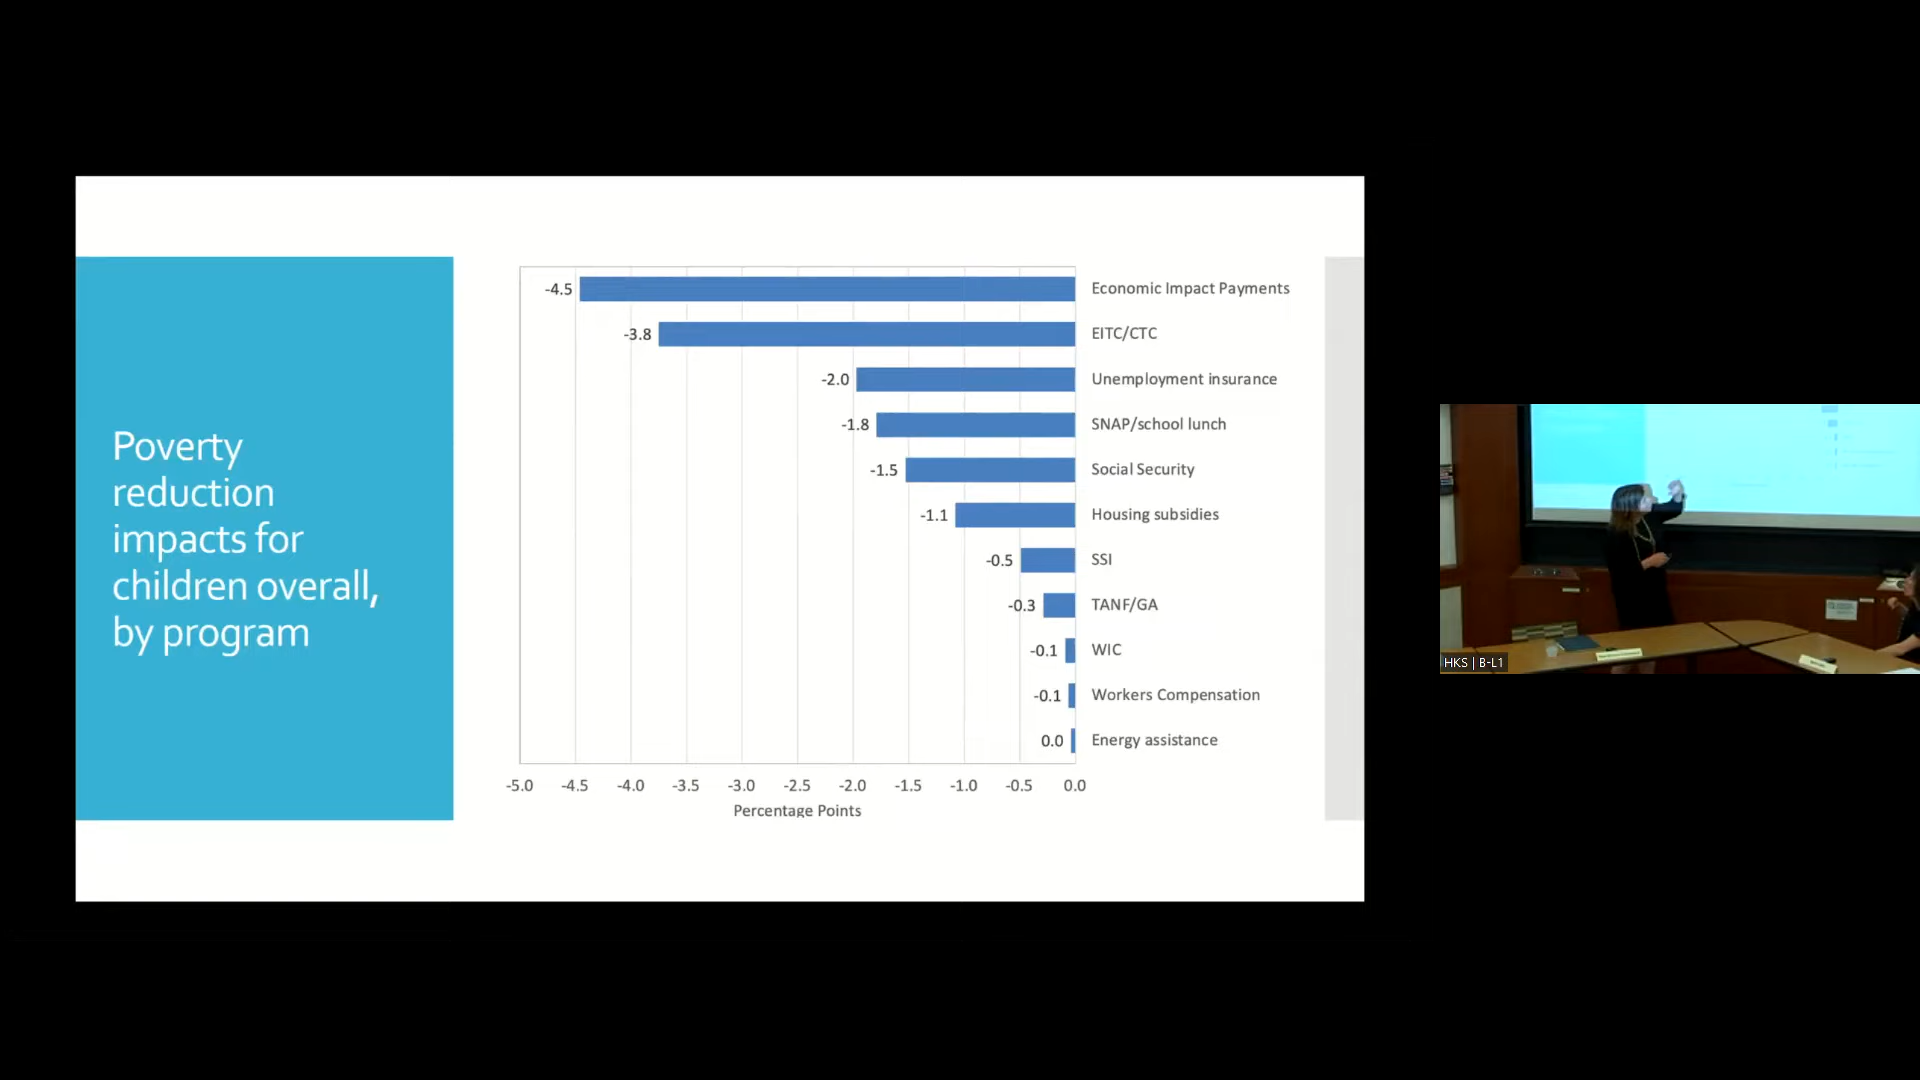 Poverty
reduction
impacts for
children overall,
by program
-4.5 Economic Impact Payments
-3.8 EITC/CTC
-2.0 Unemployment insurance
-1.8 SNAP/school lunch
-1.5 Social Security
-1.1 Housing subsidies
-0.5 SSI
-0.3 TANF/GA
-0.1 WIC
-0.1 Workers Compensation
0.0 Energy assistance
-5.0 -4.5 -4.0 -3.5 -3.0 -2.5 -2.0 -1.5 -1.0 -0.5 0.0
Percentage Points
HKS | B-L1